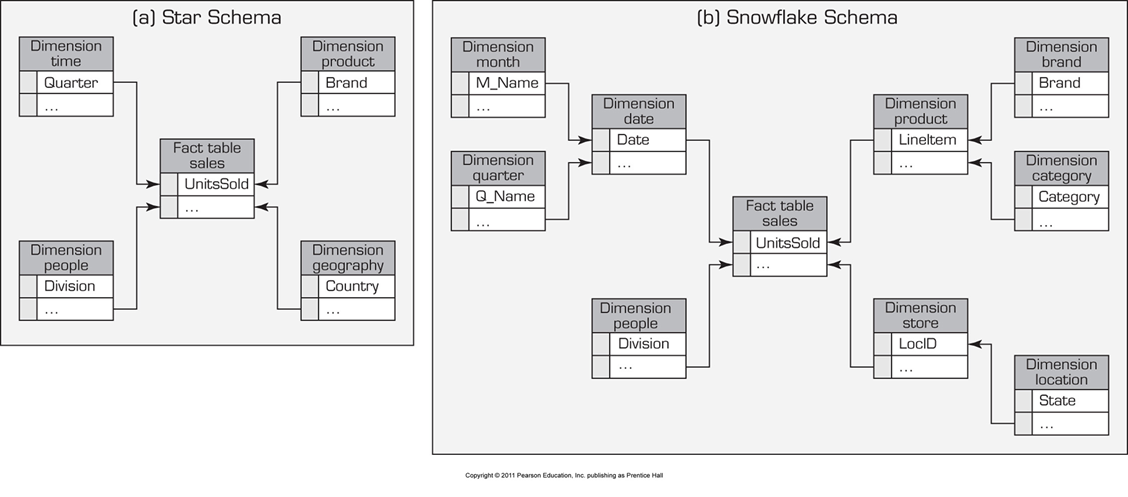 (a) Star Schema
Dimension
time
Quarter
...
Dimension
product
Brand
...
Fact table
sales
UnitsSold
...
Dimension
people
Division
...
Dimension
geography
Country
...
(b) Snowflake Schema
Dimension
month
M_Name
...
Dimension
quarter
Q_Name
...
Dimension
date
Date
...
Dimension
product
LineItem
...
Dimension
brand
Brand
...
Dimension
category
Category
...
Fact table
sales
UnitsSold
...
Dimension
people
Division
...
Dimension
store
LocID
...
Dimension
location
State
...
Copyright © 2011 Pearson Education, Inc. publishing as Prentice Hall